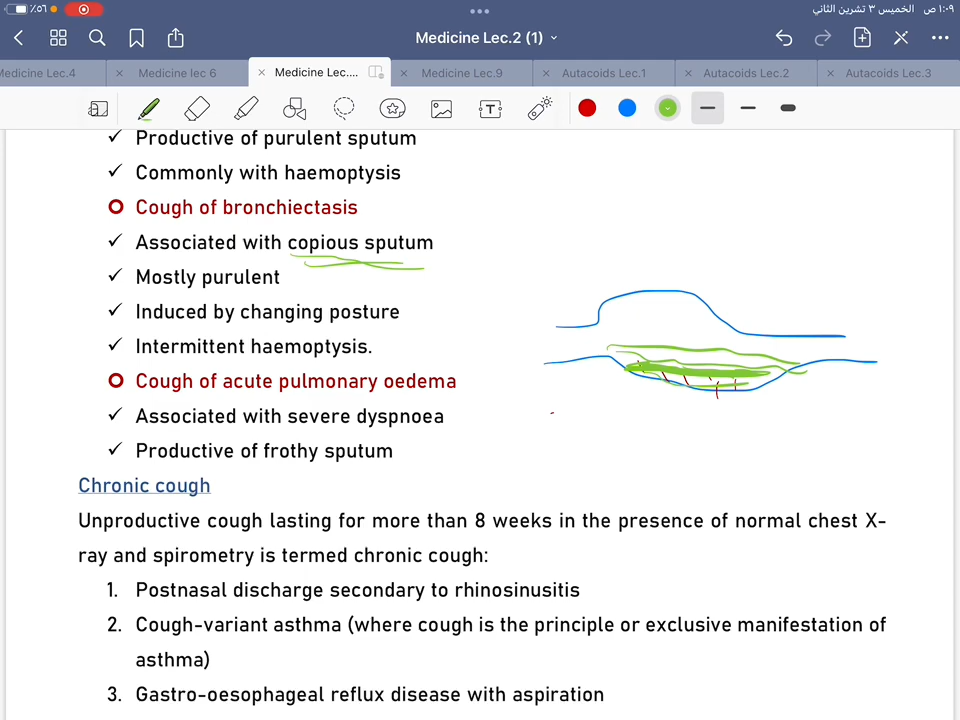 ٪٥٦ الخميس ٣ تشرين الثاني ١:٠٩ ص
Medicine Lec.2 (1)
Medicine Lec.4
Medicine lec 6
Medicine Lec....
Medicine Lec.9
Autacoids Lec.1
Autacoids Lec.2
Autacoids Lec.3
✓ Productive of purulent sputum
✓ Commonly with haemoptysis
Cough of bronchiectasis
✓ Associated with copious sputum
✓ Mostly purulent
✓ Induced by changing posture
✓ Intermittent haemoptysis.
Cough of acute pulmonary oedema
✓ Associated with severe dyspnoea
✓ Productive of frothy sputum
Chronic cough
Unproductive cough lasting for more than 8 weeks in the presence of normal chest X-
ray and spirometry is termed chronic cough:
1. Postnasal discharge secondary to rhinosinusitis
2. Cough-variant asthma (where cough is the principle or exclusive manifestation of
asthma)
3. Gastro-oesophageal reflux disease with aspiration